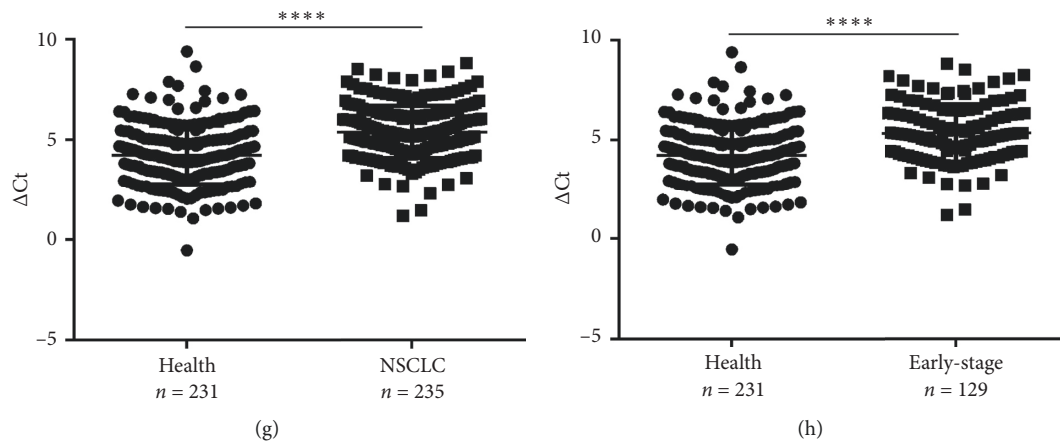 ****
10
5
0
−5
ΔCt
Health
n = 231
NSCLC
n = 235
(g)
****
10
5
0
−5
ΔCt
Health
n = 231
Early-stage
n = 129
(h)